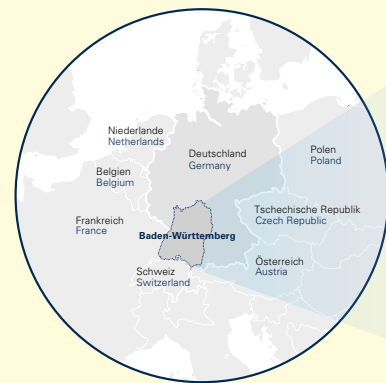 Niederlande
Netherlands
Deutschland
Germany
Polen
Poland
Belgien
Belgium
Frankreich
France
Tschechische Republik
Czech Republic
Baden-Württemberg
Schweiz
Switzerland
Österreich
Austria